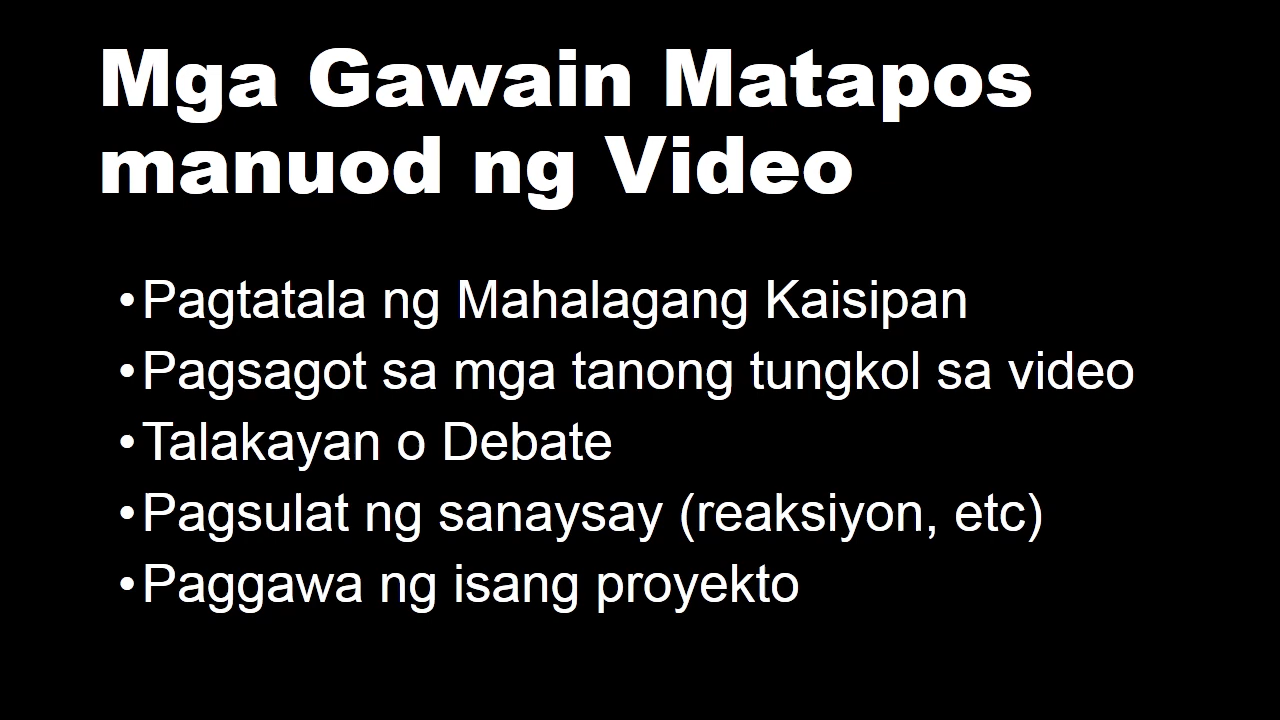 Mga Gawain Matapos
manuod ng Video
•Pagtatala ng Mahalagang Kaisipan
•Pagsagot sa mga tanong tungkol sa video
•Talakayan o Debate
•Pagsulat ng sanaysay (reaksiyon, etc)
•Paggawa ng isang proyekto